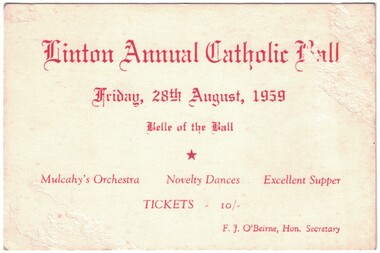 Linton Annual Catholic Ball
Friday, 28th August, 1959
Belle of the Ball
Mulcahy's Orchestra Novelty Dances Excellent Supper
TICKETS - 10/-
F. J. O'Beirne, Hon. Secretary